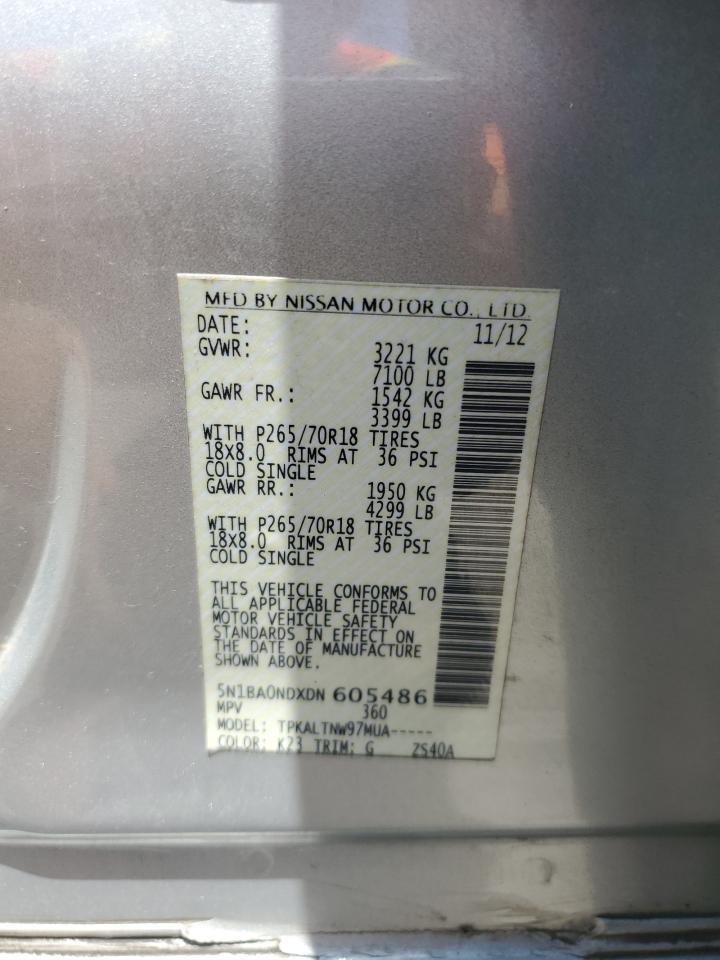 MFD BY NISSAN MOTOR CO., LTD.
DATE: 11/12
GVWR: 3221 KG
7100 LB
GAWR FR.: 1542 KG
3399 LB
WITH P265/70R18 TIRES
18X8.0 RIMS AT 36 PSI
COLD SINGLE
GAWR RR.: 1950 KG
4299 LB
WITH P265/70R18 TIRES
18X8.0 RIMS AT 36 PSI
COLD SINGLE
THIS VEHICLE CONFORMS TO
ALL APPLICABLE FEDERAL
MOTOR VEHICLE SAFETY
STANDARDS IN EFFECT ON
THE DATE OF MANUFACTURE
SHOWN ABOVE.
5N1BA0NDXDN 605486
MPV 360
MODEL: TPKALTNW97MUA-----
COLOR: K23 TRIM: G ZS40A